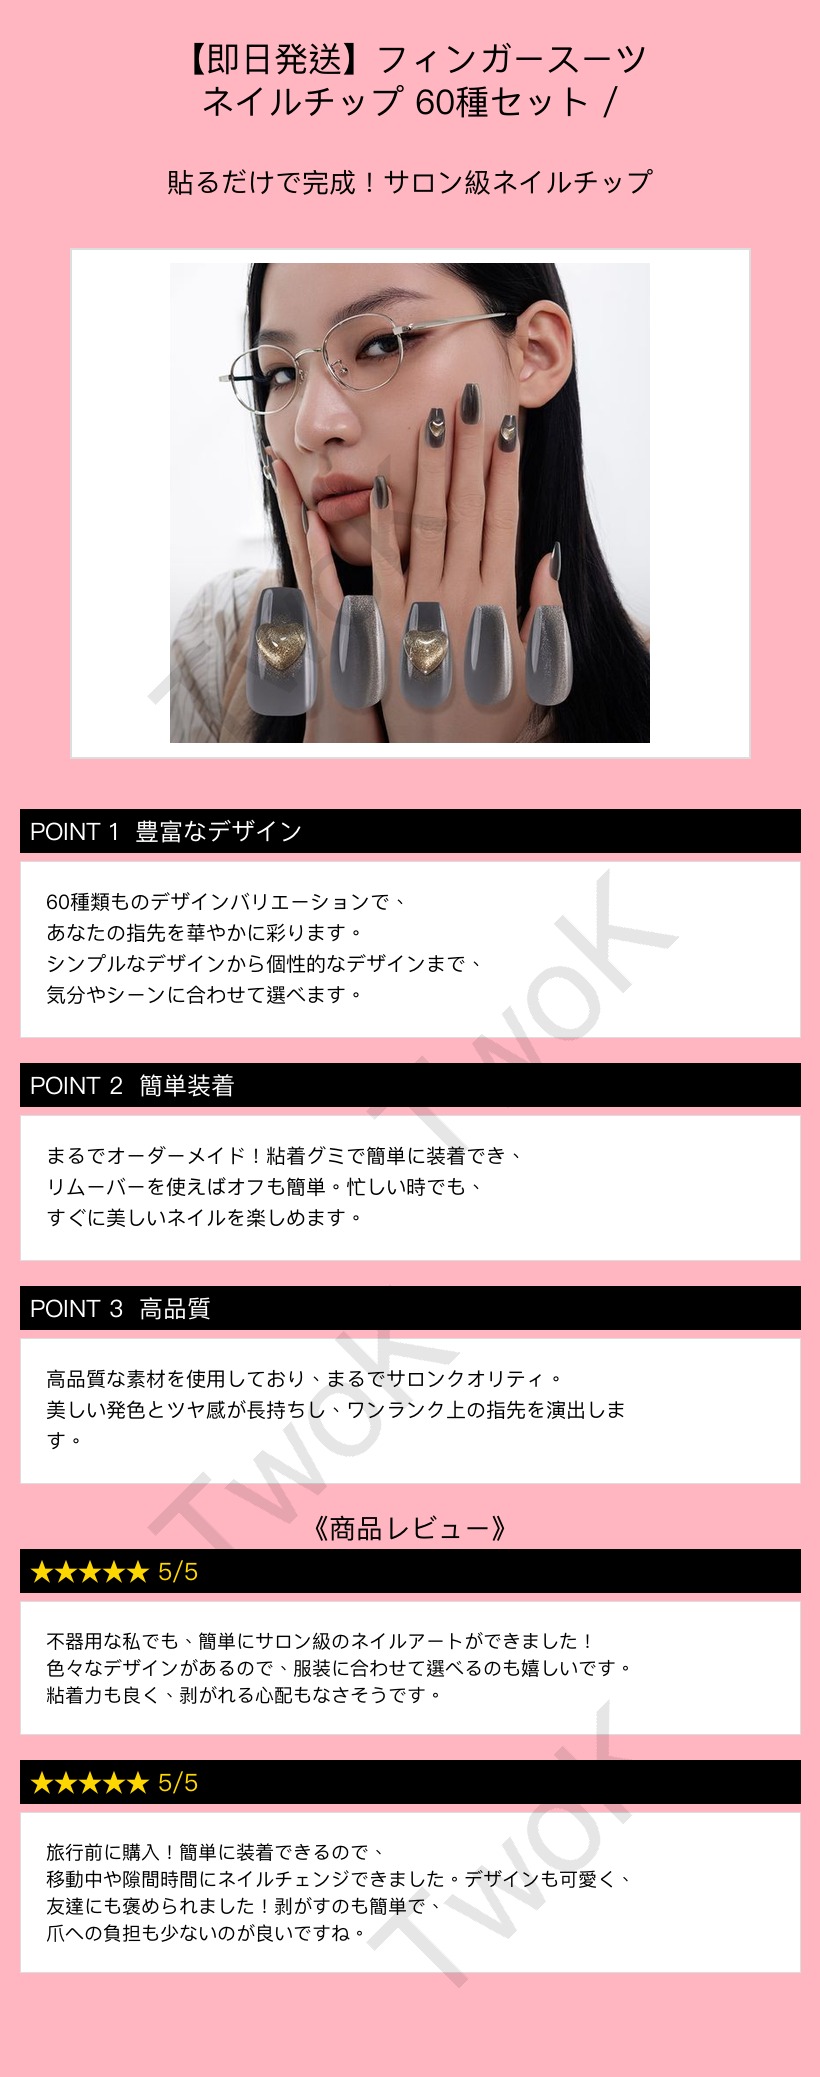 【即日発送】フィンガースーツ
ネイルチップ 60種セット /
貼るだけで完成！サロン級ネイルチップ
TwoK
POINT 1 豊富なデザイン
60種類ものデザインバリエーションで、
あなたの指先を華やかに彩ります。
シンプルなデザインから個性的なデザインまで、
気分やシーンに合わせて選べます。
TwoK
POINT 2 簡単装着
まるでオーダーメイド！粘着グミで簡単に装着でき、
リムーバーを使えばオフも簡単。忙しい時でも、
すぐに美しいネイルを楽しめます。
POINT 3 高品質
高品質な素材を使用しており、まるでサロンクオリティ。
美しい発色とツヤ感が長持ちし、ワンランク上の指先を演出しま
す。
TwoK
《商品レビュー》
★★★★★ 5/5
不器用な私でも、簡単にサロン級のネイルアートができました！
色々なデザインがあるので、服装に合わせて選べるのも嬉しいです。
粘着力も良く、剥がれる心配もなさそうです。
★★★★★ 5/5
旅行前に購入！簡単に装着できるので、
移動中や隙間時間にネイルチェンジできました。デザインも可愛く、
友達にも褒められました！剥がすのも簡単で、
爪への負担も少ないのが良いですね。
TwoK